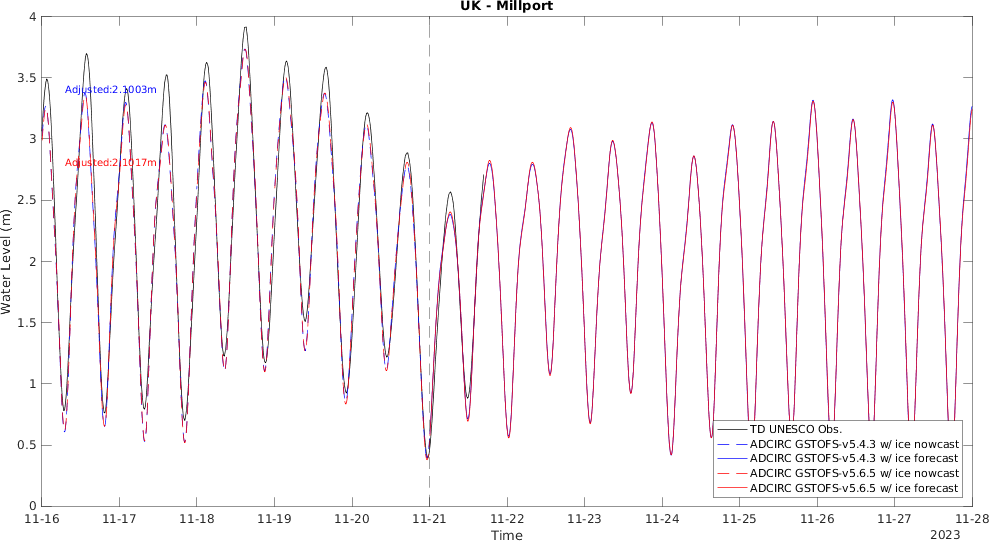 UK - Millport
4
3.5
3
2.5
2
1.5
1
0.5
0
Water Level (m)
Adjusted:2.1003m
Adjusted:2.1017m
TD UNESCO Obs.
ADCIRC GSTOFS-v5.4.3 w/ ice nowcast
ADCIRC GSTOFS-v5.4.3 w/ ice forecast
ADCIRC GSTOFS-v5.6.5 w/ ice nowcast
ADCIRC GSTOFS-v5.6.5 w/ ice forecast
11-16 11-17 11-18 11-19 11-20 11-21 11-22 11-23 11-24 11-25 11-26 11-27 11-28
Time
2023